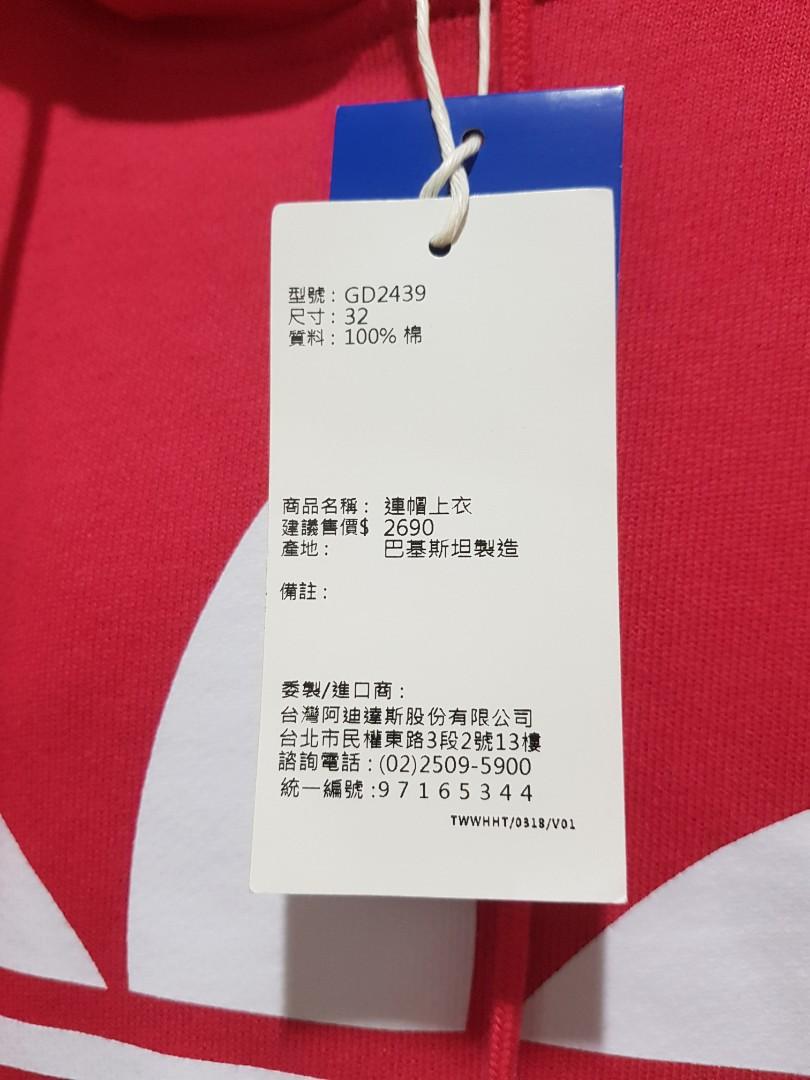 型號：GD2439
尺寸：32
質料：100% 棉
商品名稱： 連帽上衣
建議售價$ 2690
產地： 巴基斯坦製造
備註：
委製/進口商：
台灣阿迪達斯股份有限公司
台北市民權東路3段2號13樓
諮詢電話：(02)2509-5900
統一編號：97165344
TWWHHT/0318/V01